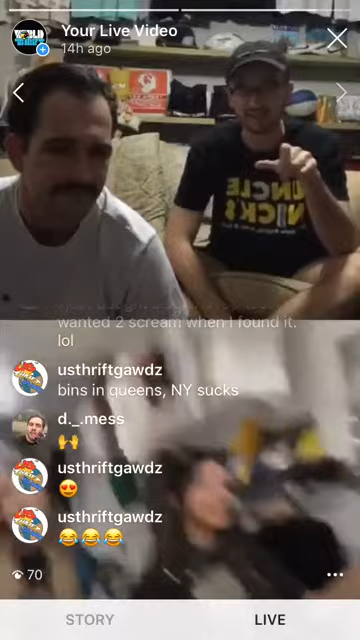 Your Live Video
14h ago
UNCLE
NICK'S
wanted 2 scream when I found it.
lol
usthriftgawdz
bins in queens, NY sucks
d._.mess
🙌
usthriftgawdz
😍
usthriftgawdz
😂😂😂
70
STORY
LIVE